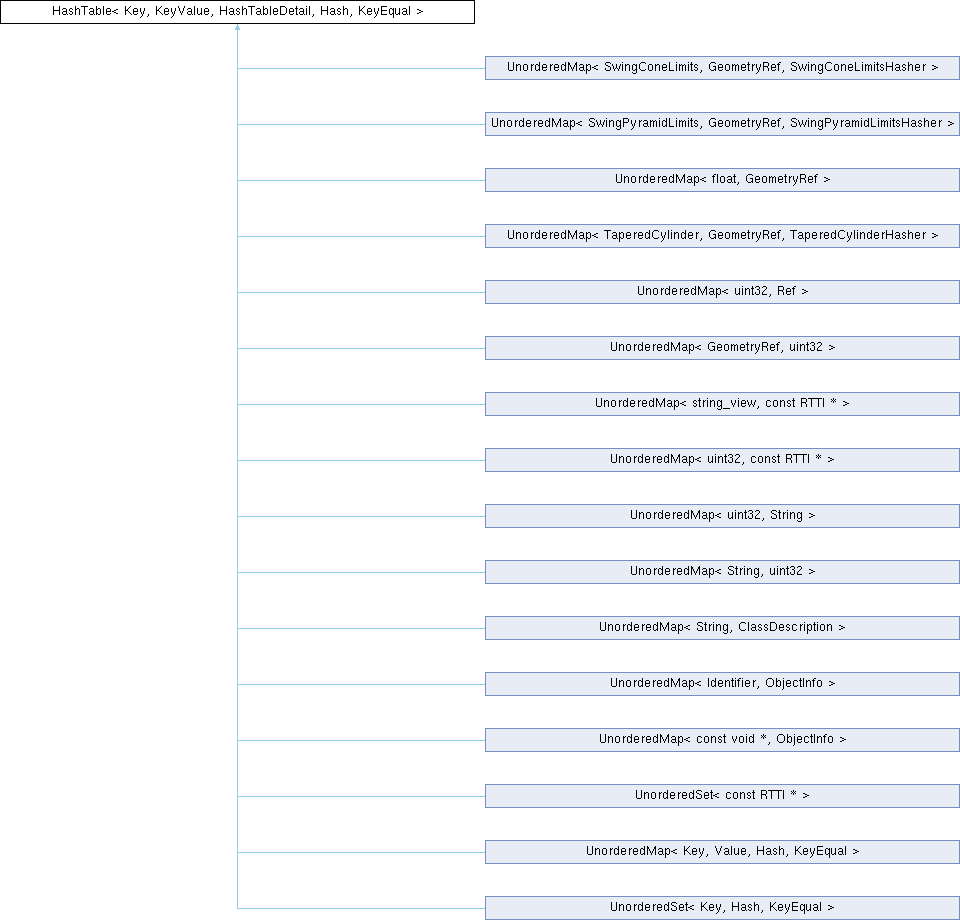 HashTable< Key, KeyValue, HashTableDetail, Hash, KeyEqual >
UnorderedMap< SwingConeLimits, GeometryRef, SwingConeLimitsHasher >
UnorderedMap< SwingPyramidLimits, GeometryRef, SwingPyramidLimitsHasher >
UnorderedMap< float, GeometryRef >
UnorderedMap< TaperedCylinder, GeometryRef, TaperedCylinderHasher >
UnorderedMap< uint32, Ref >
UnorderedMap< GeometryRef, uint32 >
UnorderedMap< string_view, const RTTI * >
UnorderedMap< uint32, const RTTI * >
UnorderedMap< uint32, String >
UnorderedMap< String, uint32 >
UnorderedMap< String, ClassDescription >
UnorderedMap< Identifier, ObjectInfo >
UnorderedMap< const void *, ObjectInfo >
UnorderedSet< const RTTI * >
UnorderedMap< Key, Value, Hash, KeyEqual >
UnorderedSet< Key, Hash, KeyEqual >